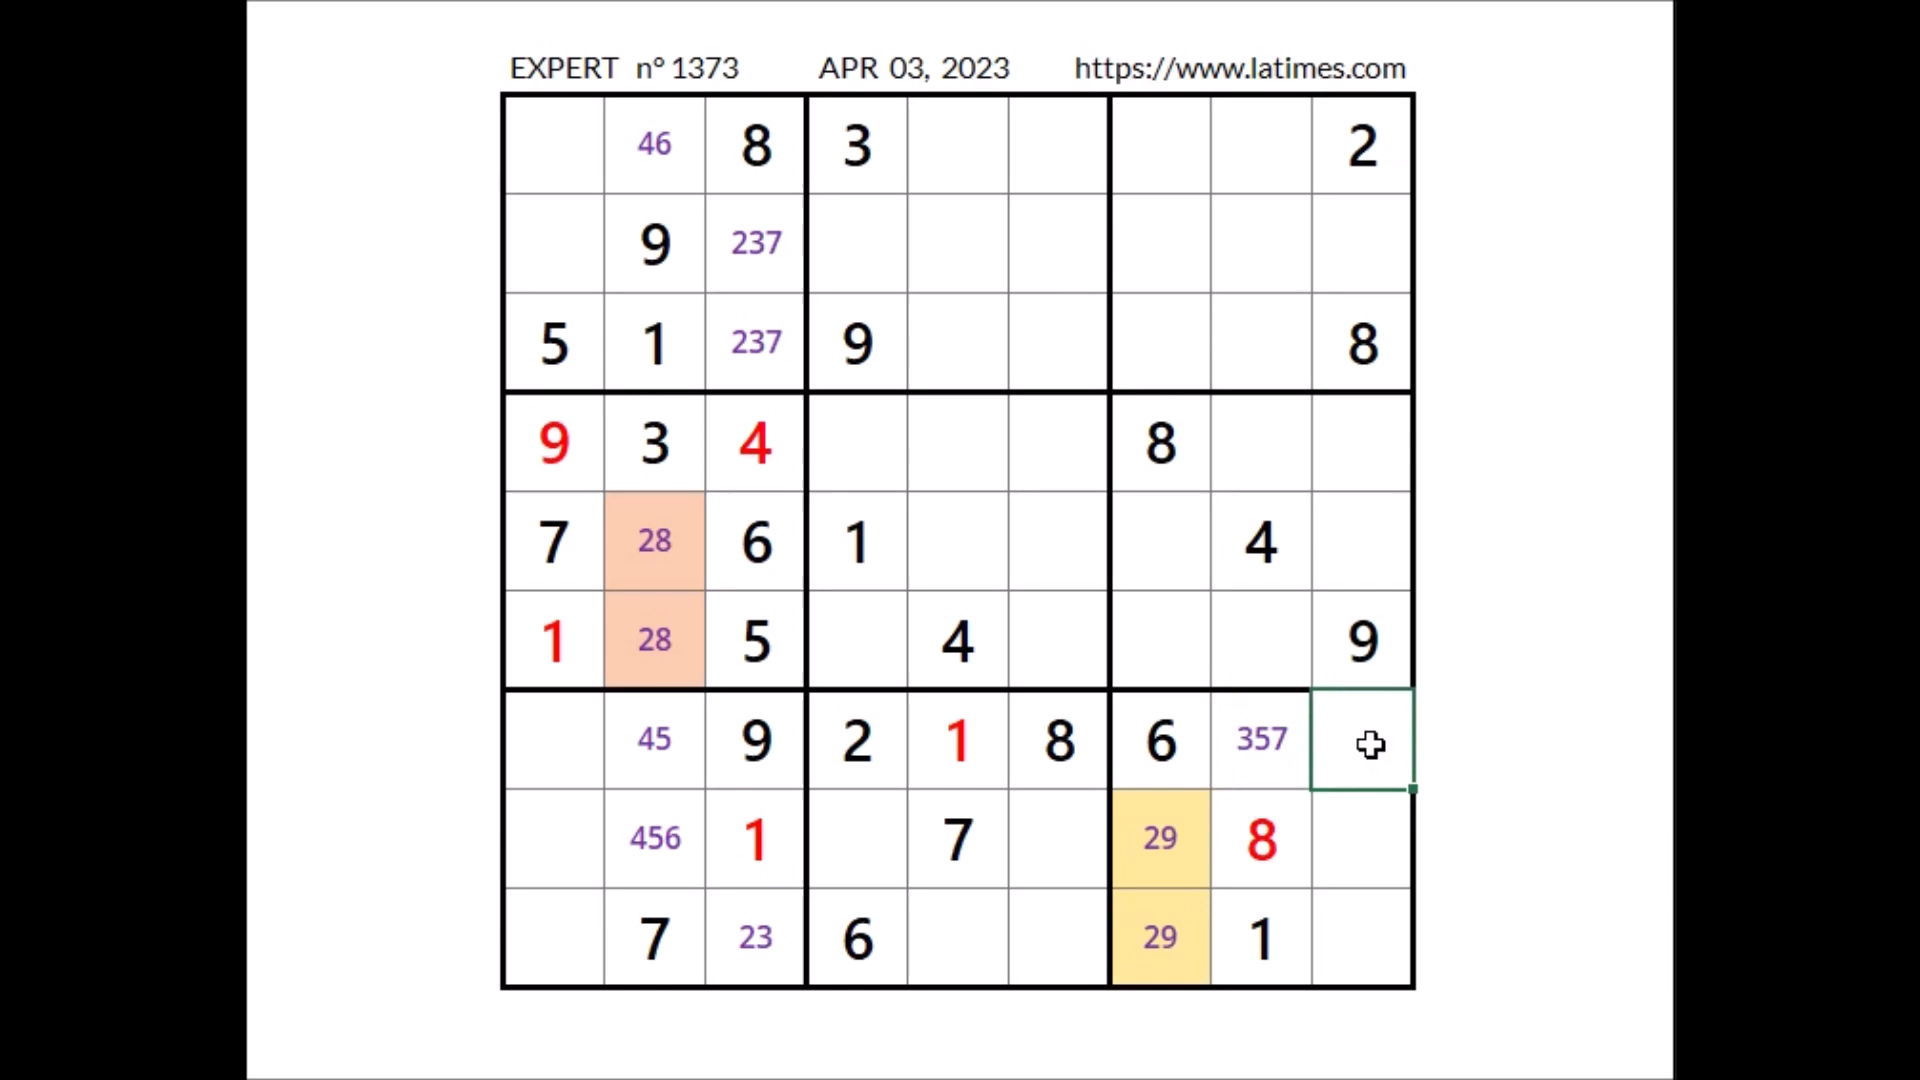 EXPERT n° 1373 APR 03, 2023 https://www.latimes.com
46 8 3 2
9 237
5 1 237 9 8
9 3 4 8
7 28 6 1 4
1 28 5 4 9
45 9 2 1 8 6 357
456 1 7 29 8
7 23 6 29 1